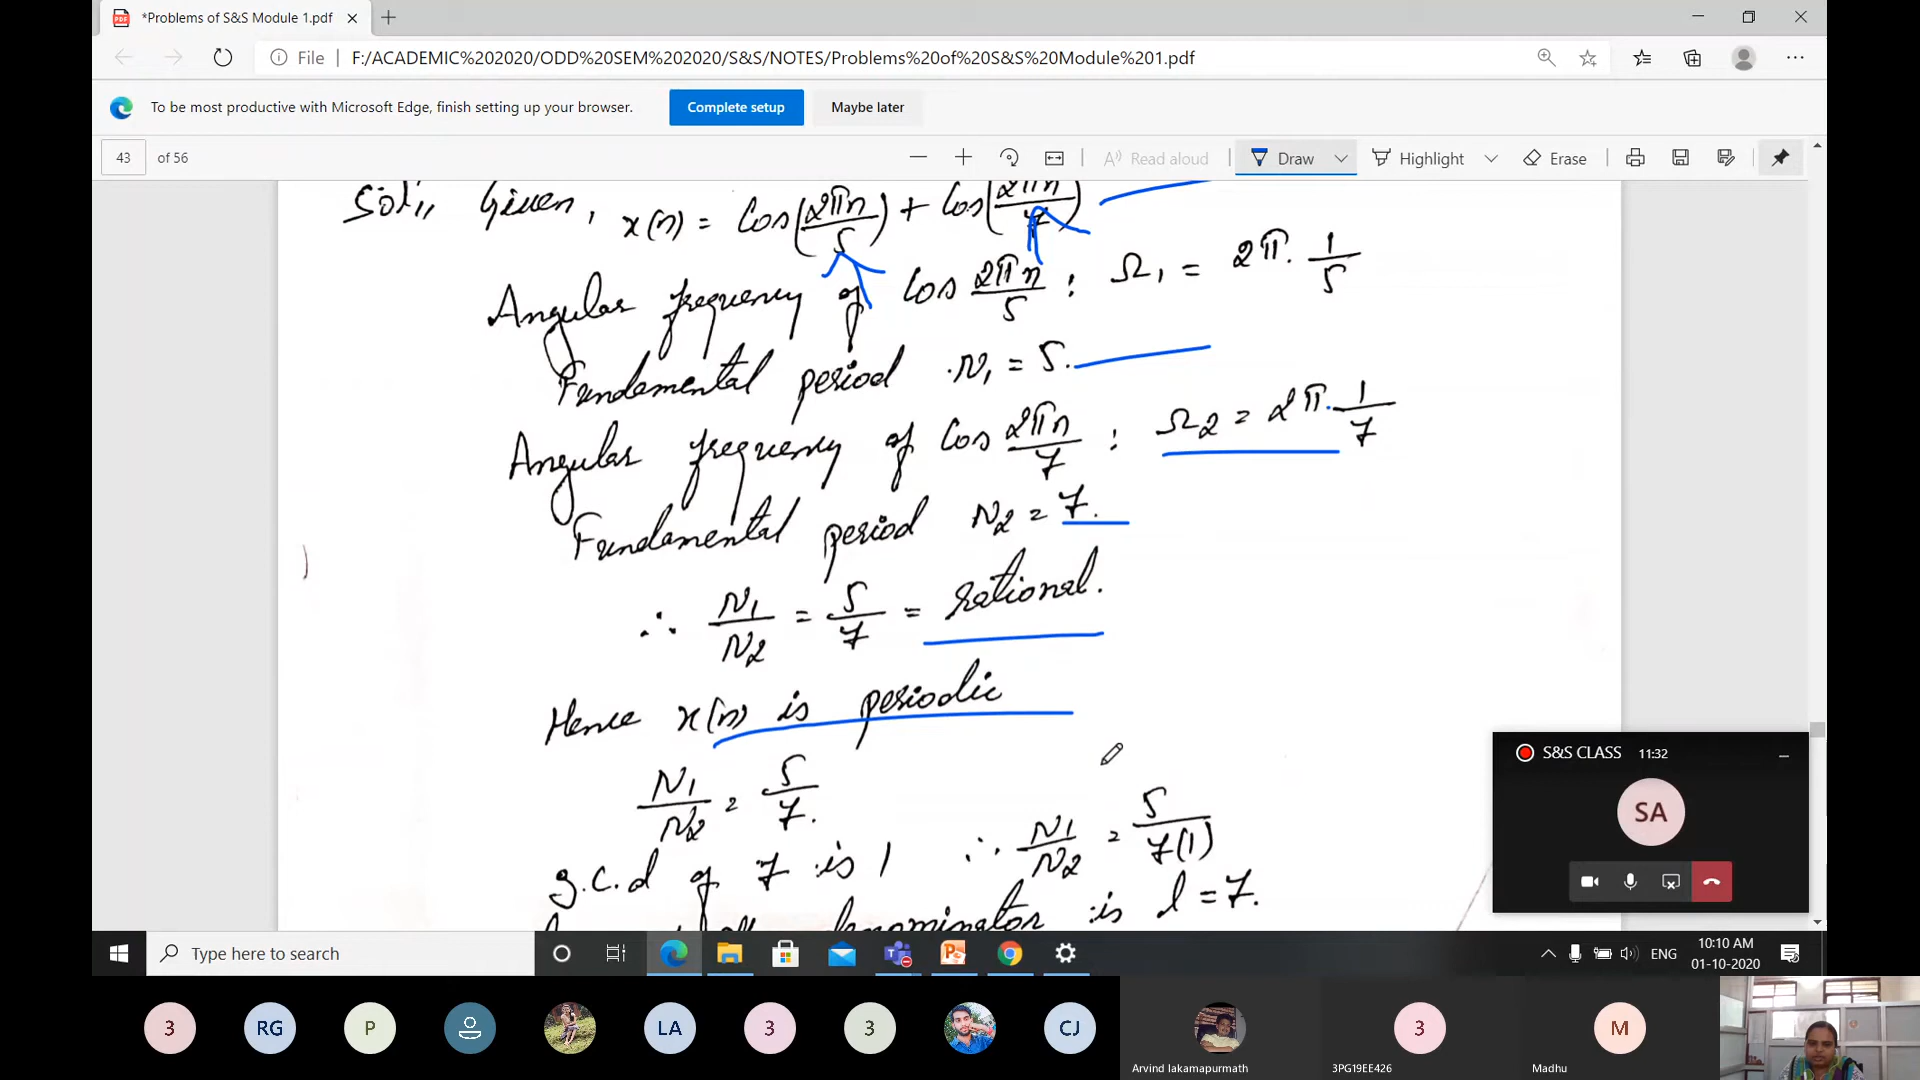 *Problems of S&S Module 1.pdf
File F:/ACADEMIC%202020/ODD%20SEM%202020/S&S/NOTES/Problems%20of%20S&S%20Module%201.pdf
To be most productive with Microsoft Edge, finish setting up your browser. Complete setup Maybe later
43 of 56 Read aloud Draw Highlight Erase
Sol:, Given, x(n) = Cos(2πn/5) + Cos(2πn/7)
Angular frequency of Cos 2πn/5 : Ω1 = 2π. 1/5
Fundamental period N1 = 5.
Angular frequency of Cos 2πn/7 : Ω2 = 2π. 1/7
Fundamental period N2 = 7.
∴ N1/N2 = 5/7 = rational.
Hence x(n) is periodic
N1/N2 = 5/7.
g.c.d of 7 is 1 ∴ N1/N2 = 5/7(1)
denominator is l = 7.
S&S CLASS 11:32
SA
Type here to search
ENG
10:10 AM
01-10-2020
3 RG P LA 3 3 CJ 3 M
Arvind lakamapurmath 3PG19EE426 Madhu